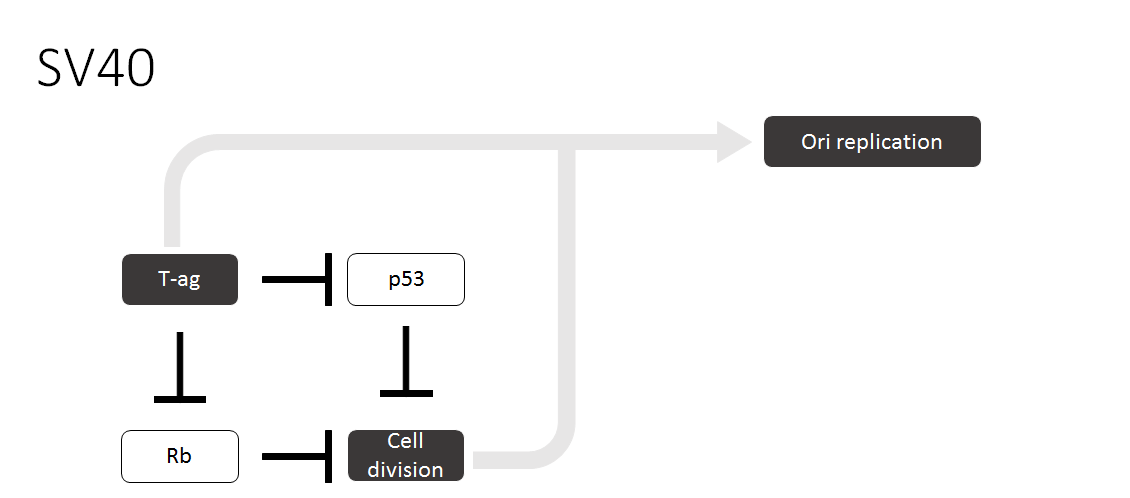 SV40
Ori replication
T-ag
p53
Rb
Cell
division